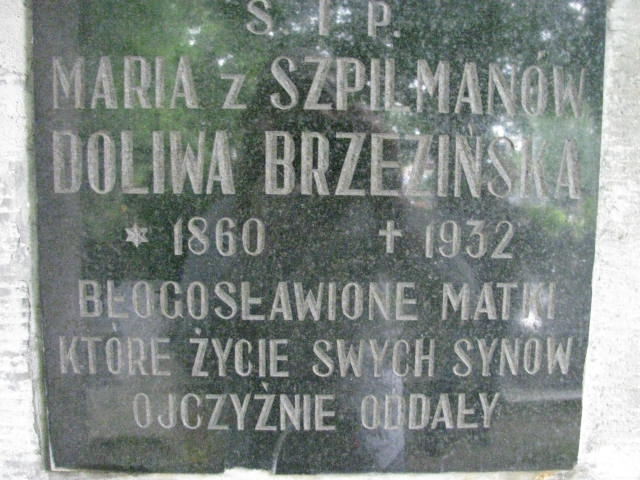 Ś. † P.
MARIA z SZPILMANÓW
DOLIWA BRZEZIŃSKA
* 1860 † 1932
BŁOGOSŁAWIONE MATKI
KTÓRE ŻYCIE SWYCH SYNÓW
OJCZYŹNIE ODDAŁY